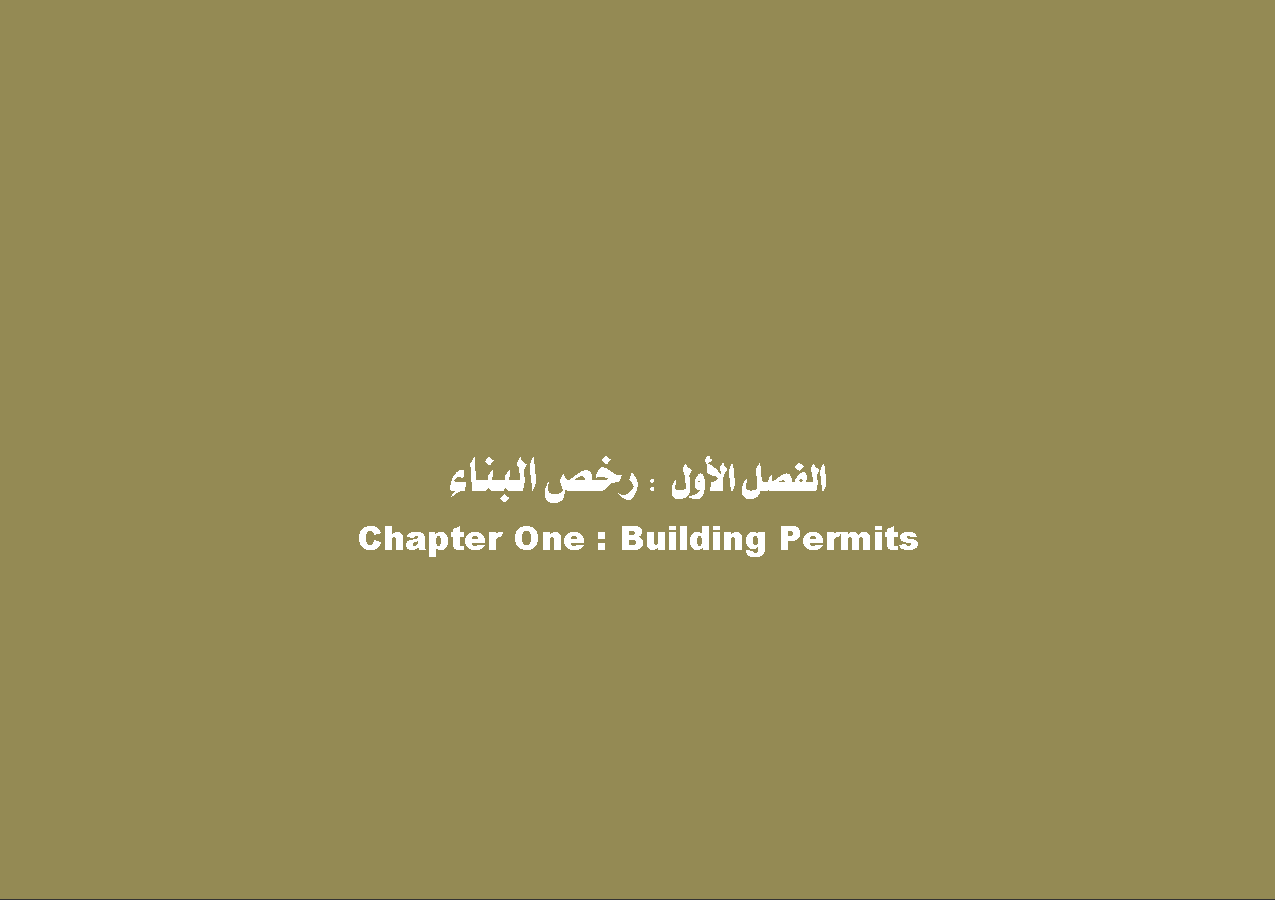 الفصل الأول : رخص البناء
Chapter One : Building Permits